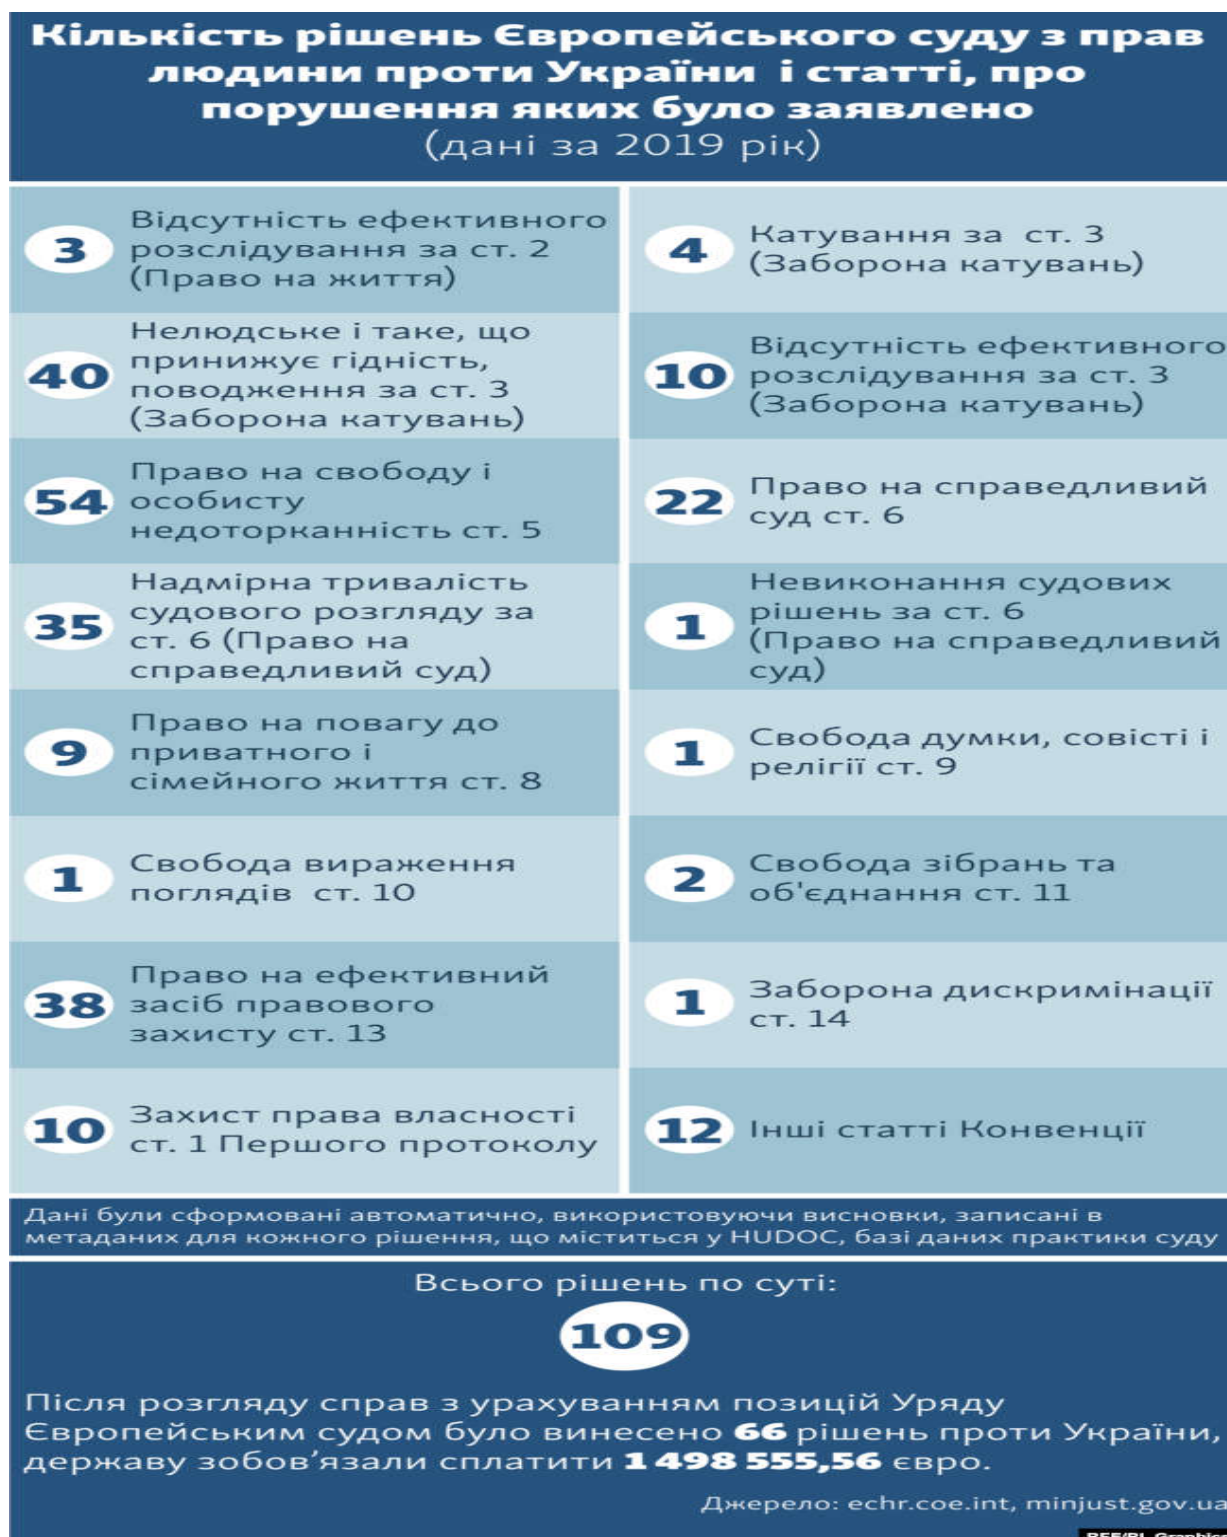 Кількість рішень Європейського суду з прав
людини проти України і статті, про
порушення яких було заявлено
(дані за 2019 рік)
3
Відсутність ефективного
розслідування за ст. 2
(Право на життя)
4
Катування за ст. 3
(Заборона катувань)
40
Нелюдське і таке, що
принижує гідність,
поводження за ст. 3
(Заборона катувань)
10
Відсутність ефективного
розслідування за ст. 3
(Заборона катувань)
54
Право на свободу і
особисту
недоторканність ст. 5
22
Право на справедливий
суд ст. 6
35
Надмірна тривалість
судового розгляду за
ст. 6 (Право на
справедливий суд)
1
Невиконання судових
рішень за ст. 6
(Право на справедливий
суд)
9
Право на повагу до
приватного і
сімейного життя ст. 8
1
Свобода думки, совісті і
релігії ст. 9
1
Свобода вираження
поглядів ст. 10
2
Свобода зібрань та
об'єднання ст. 11
38
Право на ефективний
засіб правового
захисту ст. 13
1
Заборона дискримінації
ст. 14
10
Захист права власності
ст. 1 Першого протоколу
12
Інші статті Конвенції
Дані були сформовані автоматично, використовуючи висновки, записані в
метаданих для кожного рішення, що міститься у HUDOC, базі даних практики суду
Всього рішень по суті:
109
Після розгляду справ з урахуванням позицій Уряду
Європейським судом було винесено 66 рішень проти України,
державу зобов’язали сплатити 1 498 555,56 євро.
Джерело: echr.coe.int, minjust.gov.ua